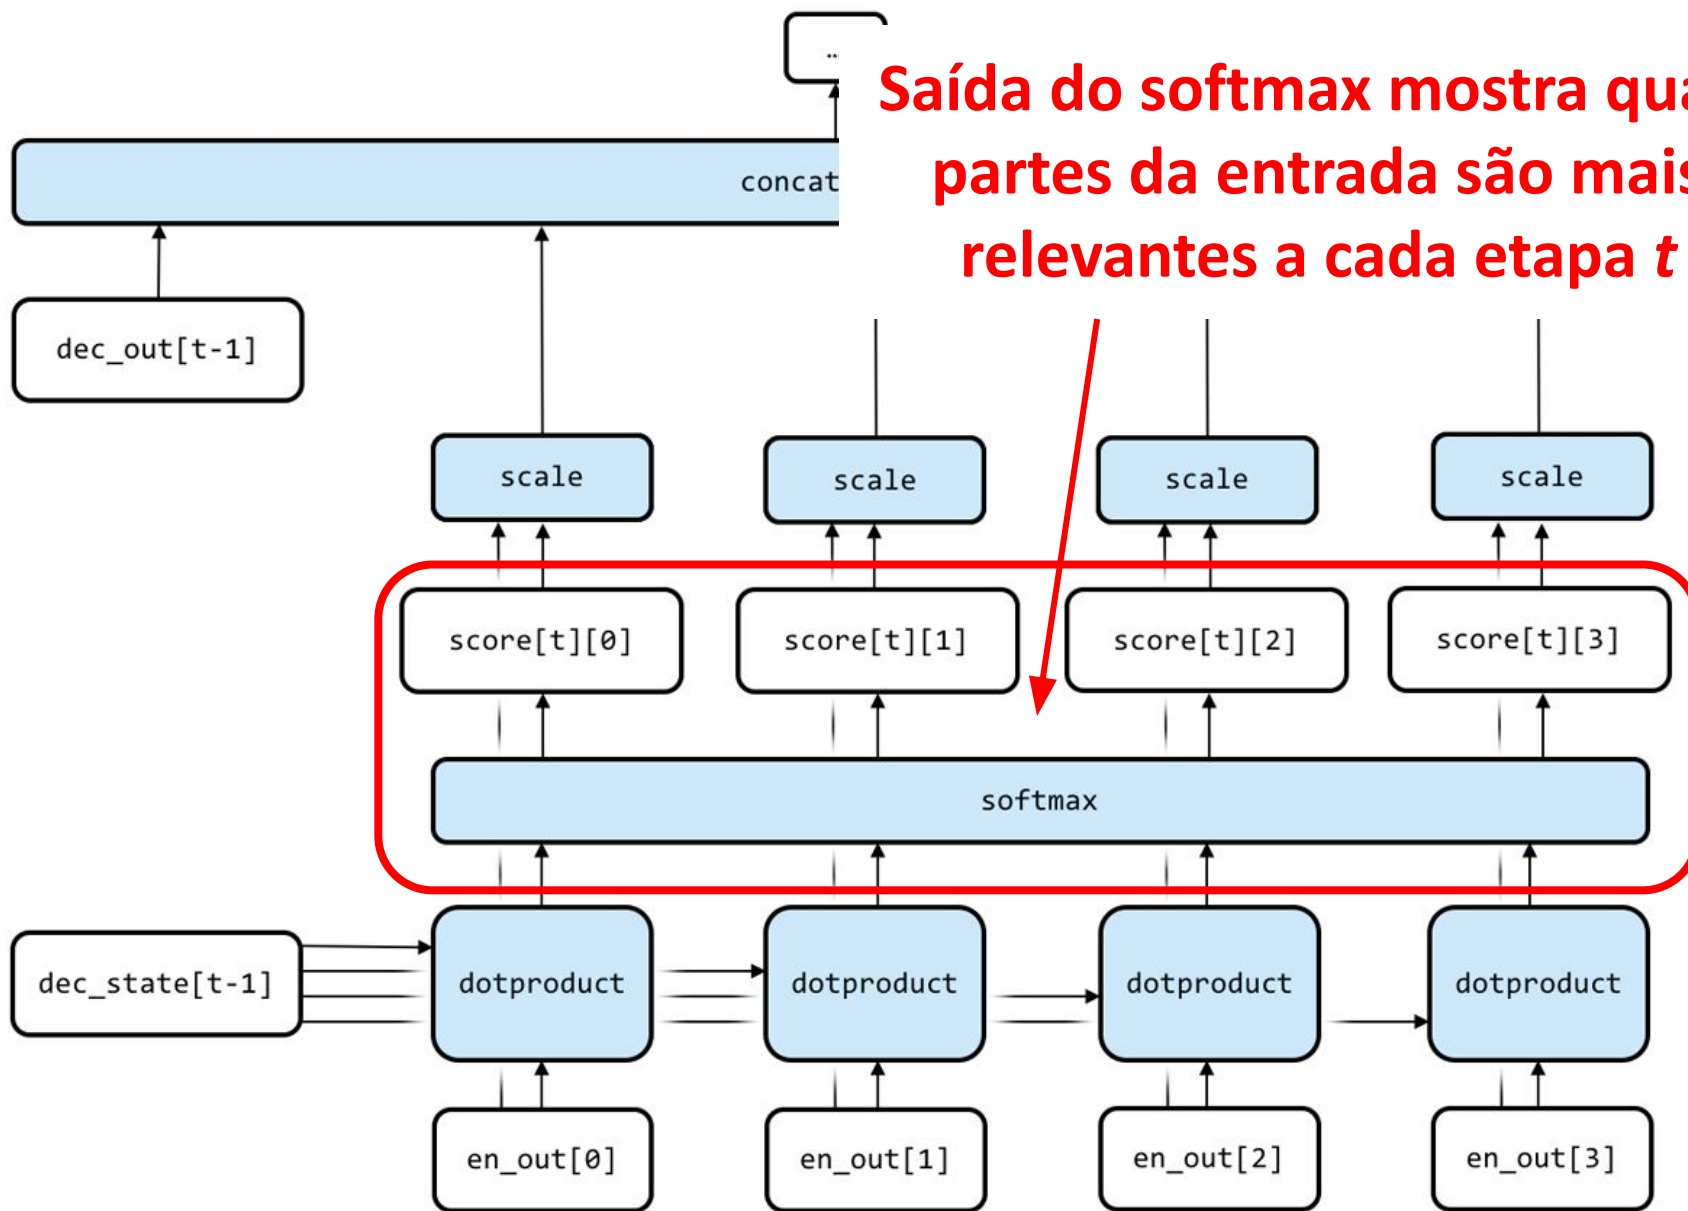 ...
Saída do softmax mostra
partes da entrada são mais
relevantes a cada etapa t
concat
dec_out[t-1]
scale scale scale scale
score[t][0] score[t][1] score[t][2] score[t][3]
softmax
dec_state[t-1] dotproduct dotproduct dotproduct dotproduct
en_out[0] en_out[1] en_out[2] en_out[3]